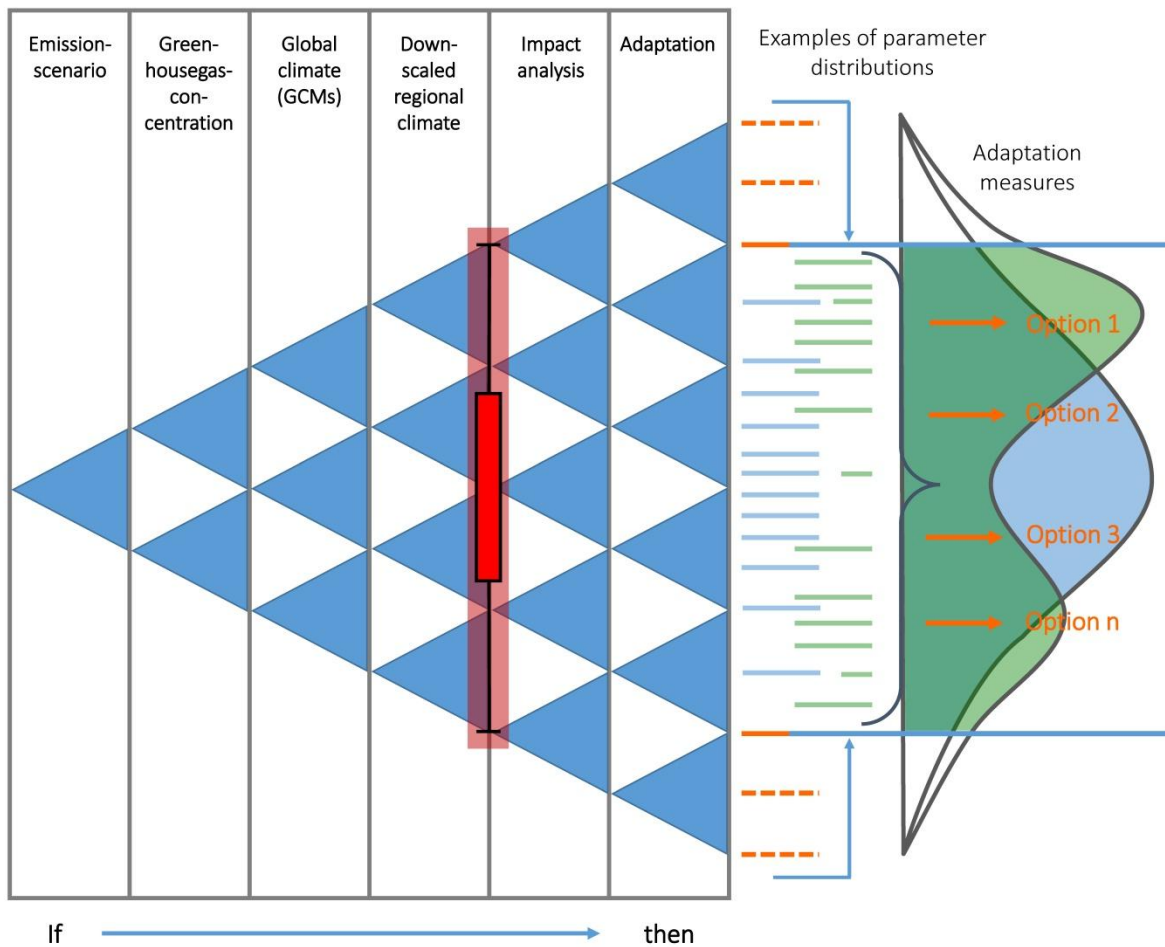 Emission-
scenario
Green-
housegas-
con-
centration
Global
climate
(GCMs)
Down-
scaled
regional
climate
Impact
analysis
Adaptation
Examples of parameter
distributions
Adaptation
measures
Option 1
Option 2
Option 3
Option n
If
then